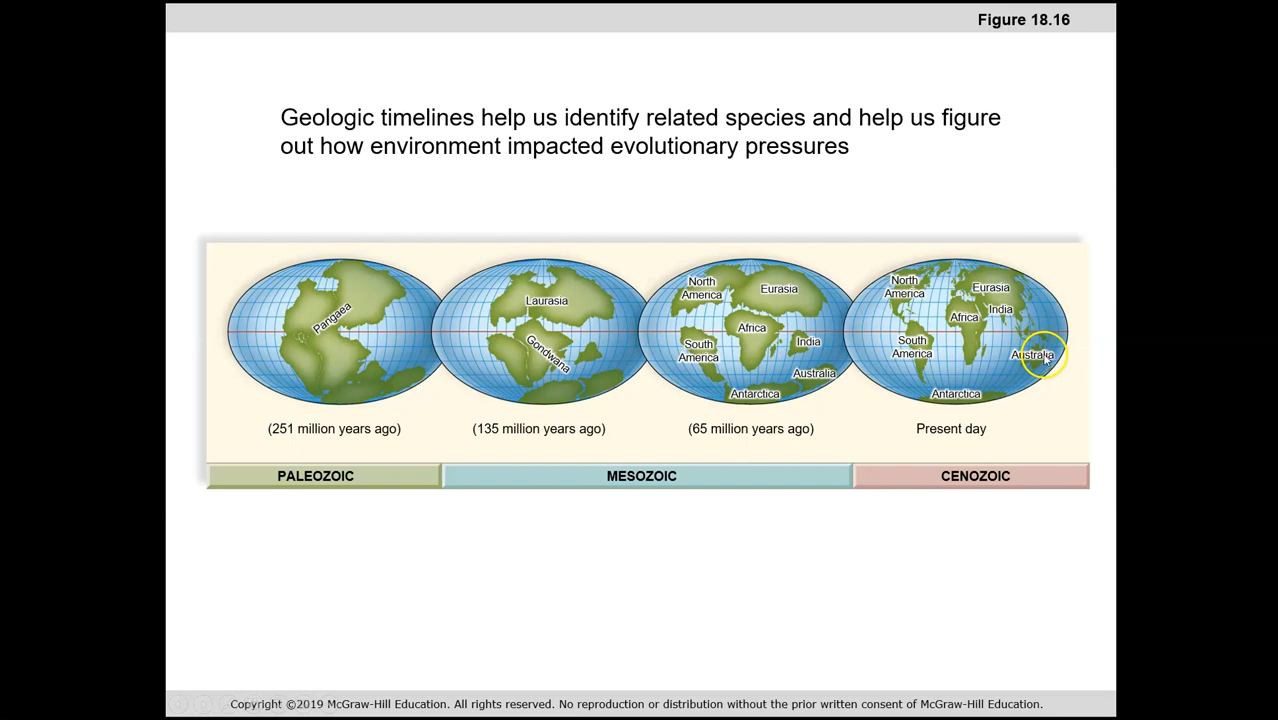 Figure 18.16
Geologic timelines help us identify related species and help us figure
out how environment impacted evolutionary pressures
Pangaea
Laurasia
Gondwana
North
America
Eurasia
Africa
South
America
India
Australia
Antarctica
North
America
Eurasia
India
Africa
South
America
Australia
Antarctica
(251 million years ago)
(135 million years ago)
(65 million years ago)
Present day
PALEOZOIC
MESOZOIC
CENOZOIC
Copyright ©2019 McGraw-Hill Education. All rights reserved. No reproduction or distribution without the prior written consent of McGraw-Hill Education.